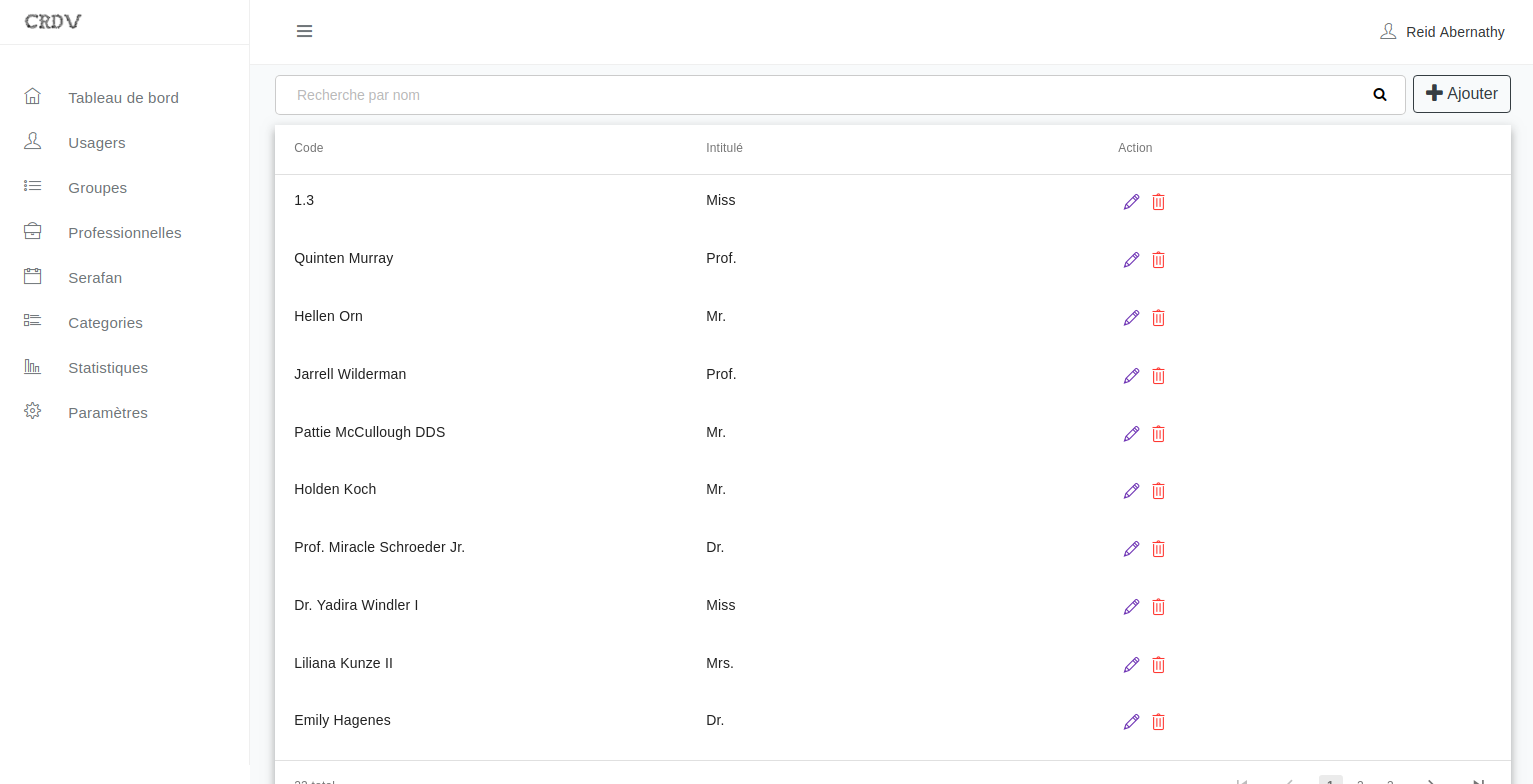 CRDV
Reid Abernathy
Tableau de bord
Usagers
Groupes
Professionnelles
Serafan
Categories
Statistiques
Paramètres
Recherche par nom
Ajouter
Code Intitulé Action
1.3 Miss
Quinten Murray Prof.
Hellen Orn Mr.
Jarrell Wilderman Prof.
Pattie McCullough DDS Mr.
Holden Koch Mr.
Prof. Miracle Schroeder Jr. Dr.
Dr. Yadira Windler I Miss
Liliana Kunze II Mrs.
Emily Hagenes Dr.
total 1